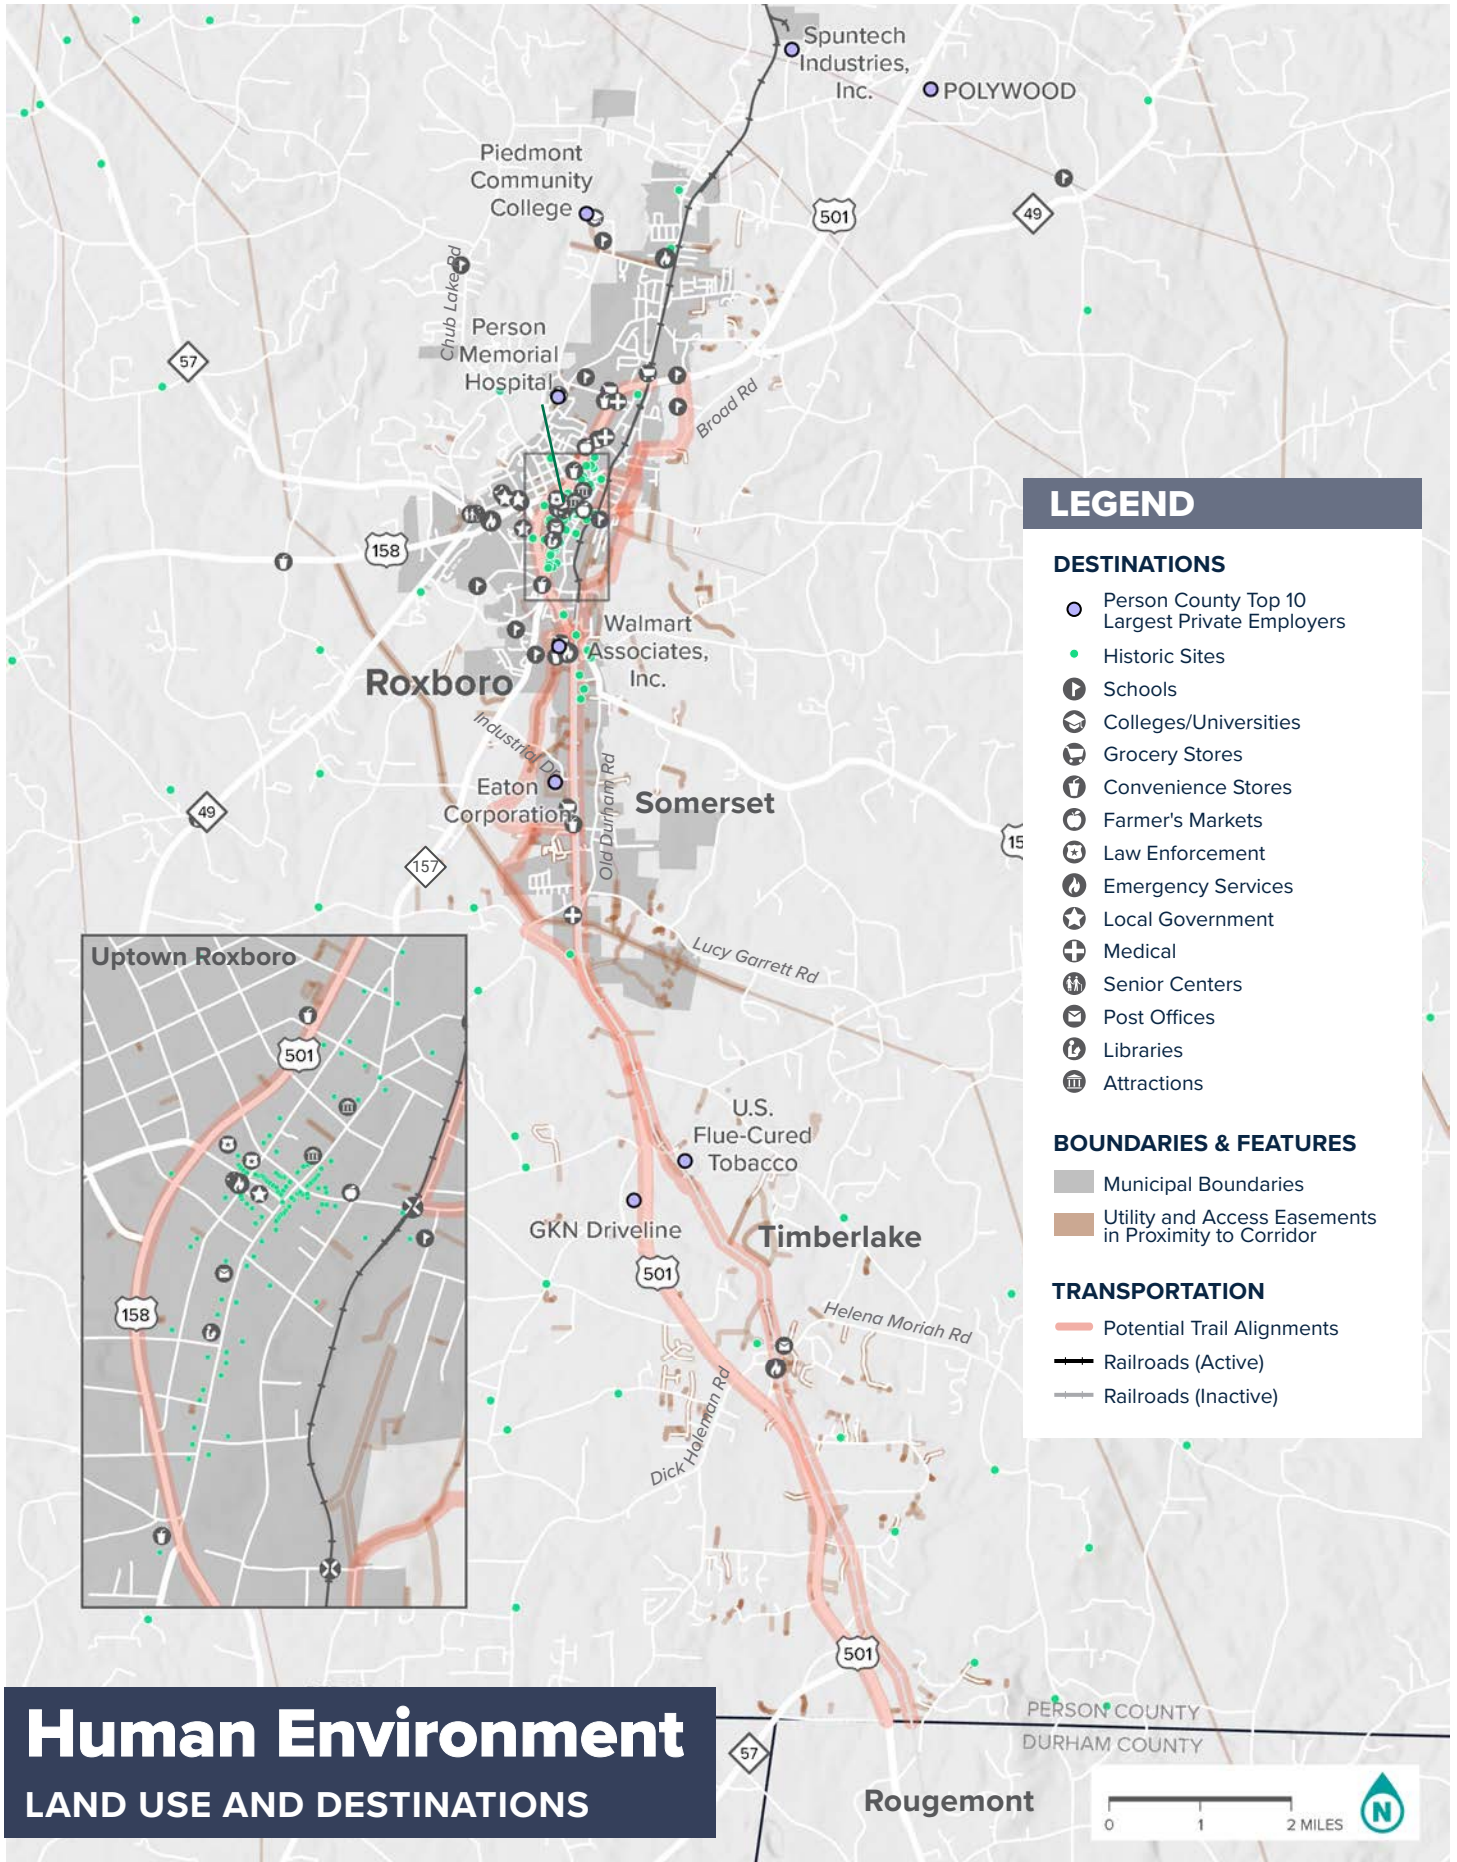 Spuntech
Industries,
Inc.
POLYWOOD
Piedmont
Community
College
501
49
Chub Lake Rd
Person
Memorial
Hospital
57
Broad Rd
158
Walmart
Associates,
Inc.
Roxboro
Industrial Dr
Eaton
Corporation
Old Durham Rd
Somerset
49
157
15
Lucy Garrett Rd
Uptown Roxboro
501
158
U.S.
Flue-Cured
Tobacco
GKN Driveline
Timberlake
501
Helena Moriah Rd
Dick Holeman Rd
501
PERSON COUNTY
DURHAM COUNTY
57
Rougemont
LEGEND
DESTINATIONS
Person County Top 10
Largest Private Employers
Historic Sites
Schools
Colleges/Universities
Grocery Stores
Convenience Stores
Farmer's Markets
Law Enforcement
Emergency Services
Local Government
Medical
Senior Centers
Post Offices
Libraries
Attractions
BOUNDARIES & FEATURES
Municipal Boundaries
Utility and Access Easements
in Proximity to Corridor
TRANSPORTATION
Potential Trail Alignments
Railroads (Active)
Railroads (Inactive)
Human Environment
LAND USE AND DESTINATIONS
0 1 2 MILES
N